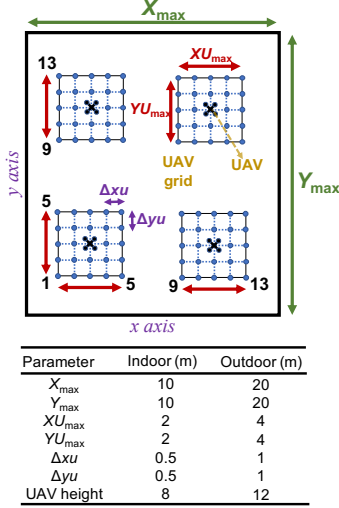 Xmax
13
XUmax
YUmax
9
UAV grid
UAV
y axis
Ymax
Δxu
5
Δyu
1
5
9
13
x axis
Parameter Indoor (m) Outdoor (m)
Xmax 10 20
Ymax 10 20
XUmax 2 4
YUmax 2 4
Δxu 0.5 1
Δyu 0.5 1
UAV height 8 12